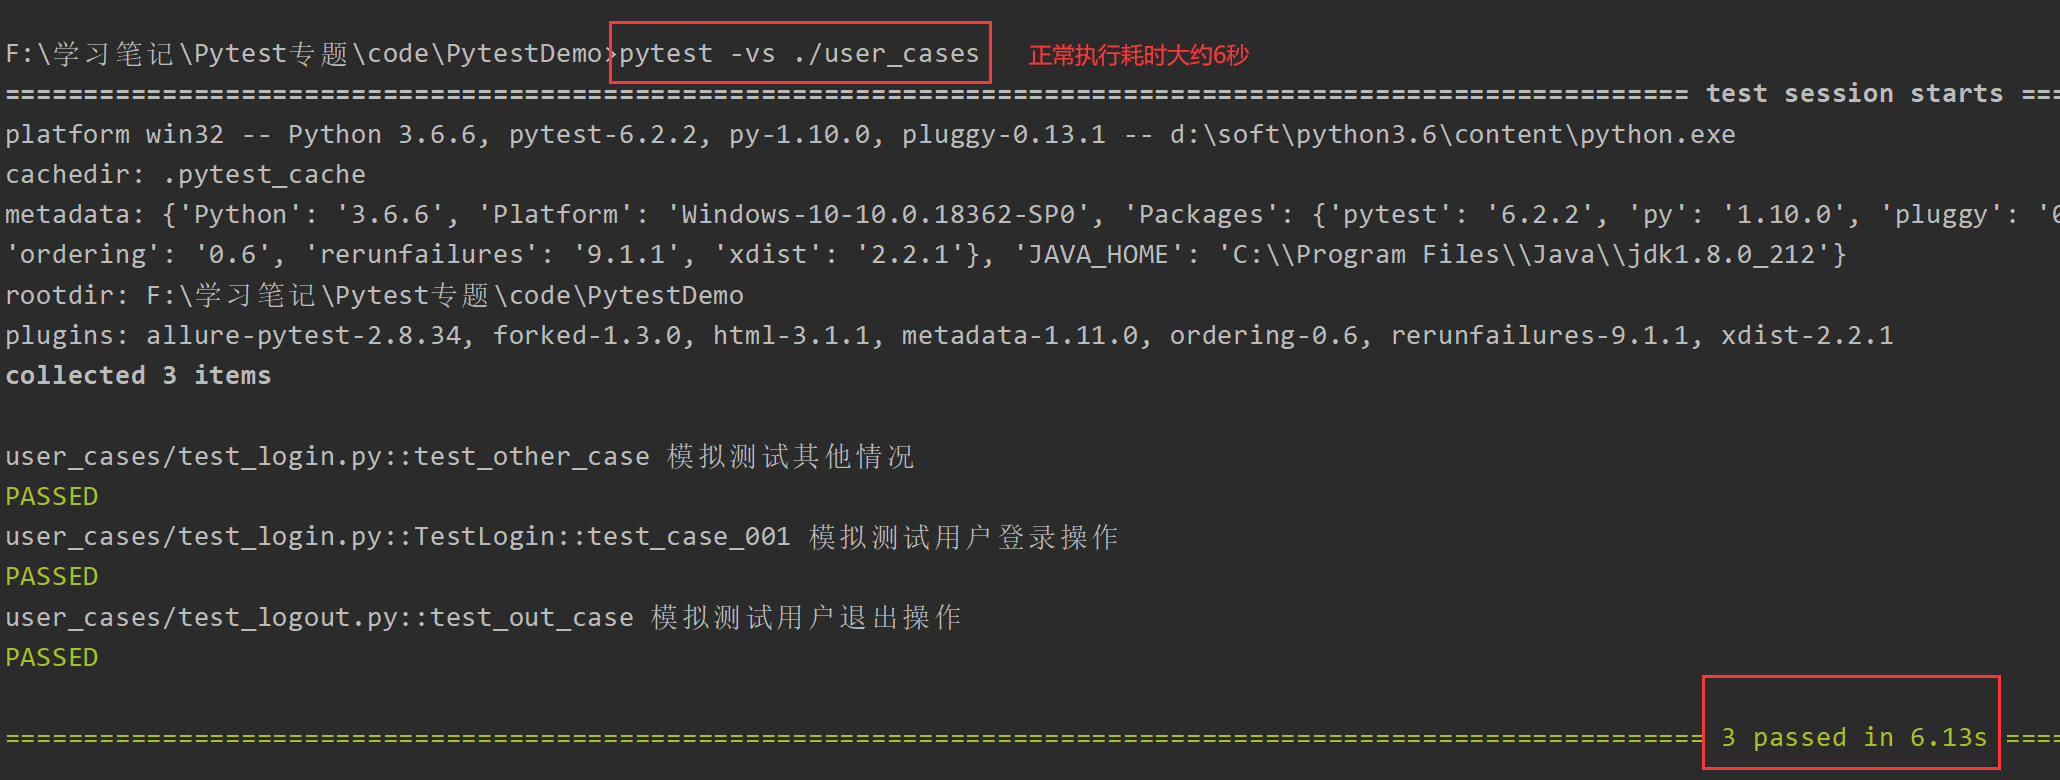 F:\学习笔记\Pytest专题\code\PytestDemo>pytest -vs ./user_cases 正常执行耗时大约6秒
=========================================================================================================== test session starts ===
platform win32 -- Python 3.6.6, pytest-6.2.2, py-1.10.0, pluggy-0.13.1 -- d:\soft\python3.6\content\python.exe
cachedir: .pytest_cache
metadata: {'Python': '3.6.6', 'Platform': 'Windows-10-10.0.18362-SP0', 'Packages': {'pytest': '6.2.2', 'py': '1.10.0', 'pluggy': '0
'ordering': '0.6', 'rerunfailures': '9.1.1', 'xdist': '2.2.1'}, 'JAVA_HOME': 'C:\\Program Files\\Java\\jdk1.8.0_212'}
rootdir: F:\学习笔记\Pytest专题\code\PytestDemo
plugins: allure-pytest-2.8.34, forked-1.3.0, html-3.1.1, metadata-1.11.0, ordering-0.6, rerunfailures-9.1.1, xdist-2.2.1
collected 3 items
user_cases/test_login.py::test_other_case 模拟测试其他情况
PASSED
user_cases/test_login.py::TestLogin::test_case_001 模拟测试用户登录操作
PASSED
user_cases/test_logout.py::test_out_case 模拟测试用户退出操作
PASSED
============================================================================================================ 3 passed in 6.13s ====